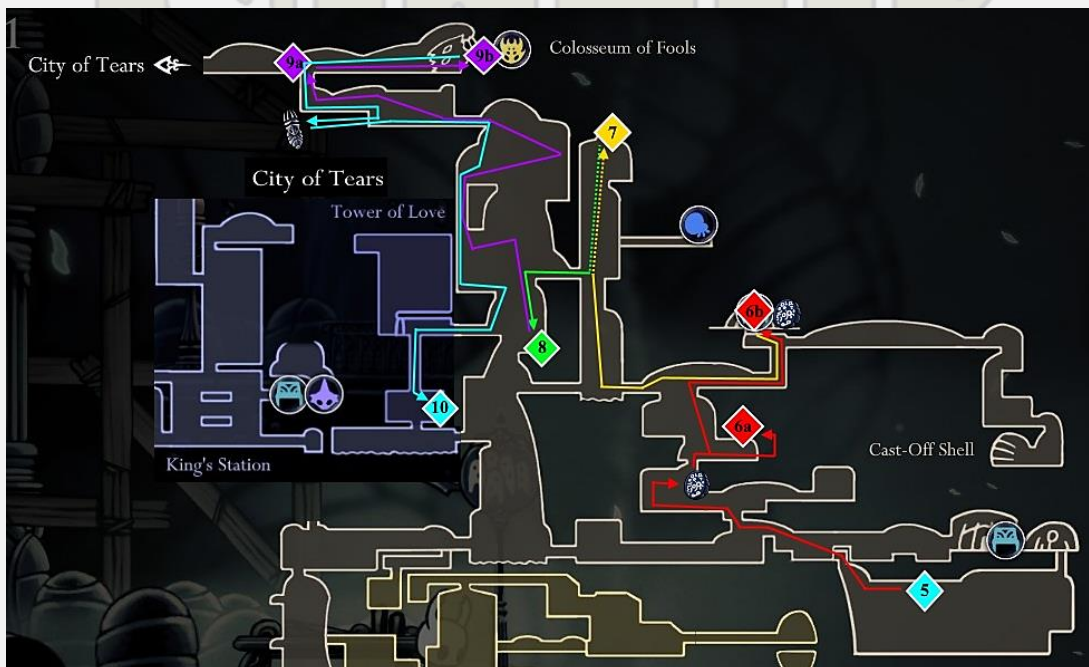 1
9a
9b
Colosseum of Fools
City of Tears
7
City of Tears
Tower of Love
6b
8
10
6a
Cast-Off Shell
King's Station
5